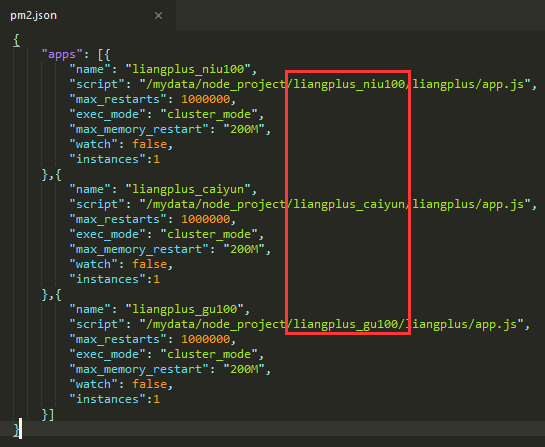 pm2.json ×
{
"apps": [{
"name": "liangplus_niu100",
"script": "/mydata/node_project/liangplus_niu100/liangplus/app.js",
"max_restarts": 1000000,
"exec_mode": "cluster_mode",
"max_memory_restart": "200M",
"watch": false,
"instances":1
},{
"name": "liangplus_caiyun",
"script": "/mydata/node_project/liangplus_caiyun/liangplus/app.js",
"max_restarts": 1000000,
"exec_mode": "cluster_mode",
"max_memory_restart": "200M",
"watch": false,
"instances":1
},{
"name": "liangplus_gu100",
"script": "/mydata/node_project/liangplus_gu100/liangplus/app.js",
"max_restarts": 1000000,
"exec_mode": "cluster_mode",
"max_memory_restart": "200M",
"watch": false,
"instances":1
}]
}